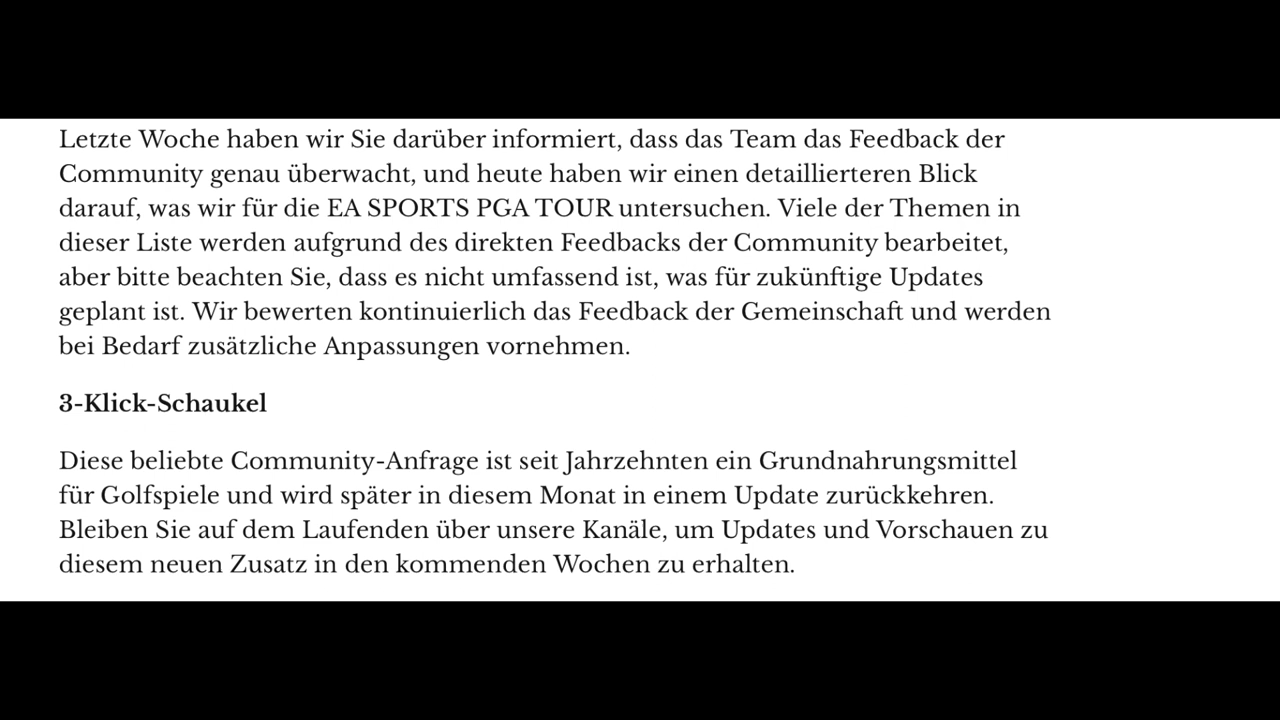 Letzte Woche haben wir Sie darüber informiert, dass das Team das Feedback der
Community genau überwacht, und heute haben wir einen detaillierteren Blick
darauf, was wir für die EA SPORTS PGA TOUR untersuchen. Viele der Themen in
dieser Liste werden aufgrund des direkten Feedbacks der Community bearbeitet,
aber bitte beachten Sie, dass es nicht umfassend ist, was für zukünftige Updates
geplant ist. Wir bewerten kontinuierlich das Feedback der Gemeinschaft und werden
bei Bedarf zusätzliche Anpassungen vornehmen.
3-Klick-Schaukel
Diese beliebte Community-Anfrage ist seit Jahrzehnten ein Grundnahrungsmittel
für Golfspiele und wird später in diesem Monat in einem Update zurückkehren.
Bleiben Sie auf dem Laufenden über unsere Kanäle, um Updates und Vorschauen zu
diesem neuen Zusatz in den kommenden Wochen zu erhalten.